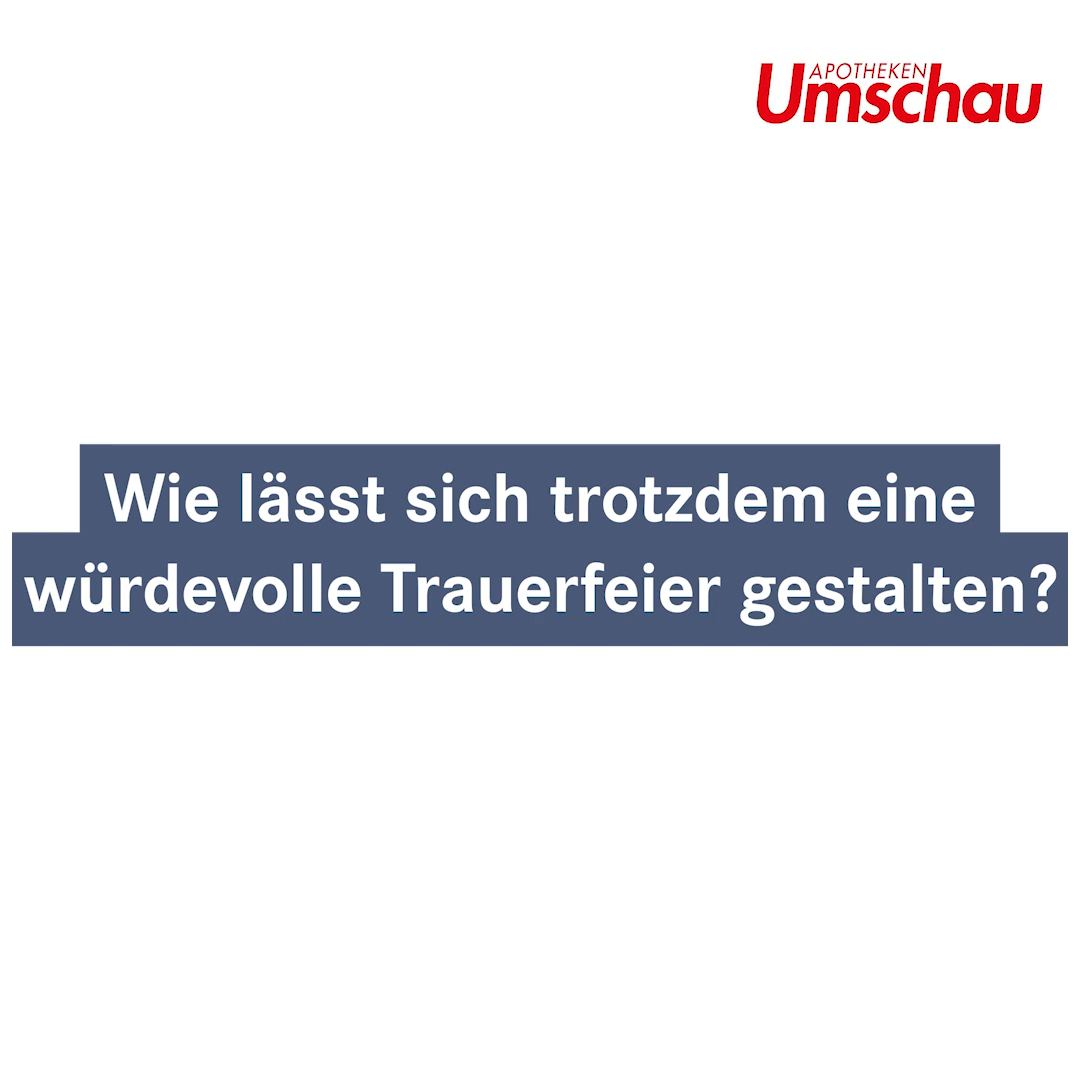 APOTHEKEN
Umschau
Wie lässt sich trotzdem eine
würdevolle Trauerfeier gestalten?